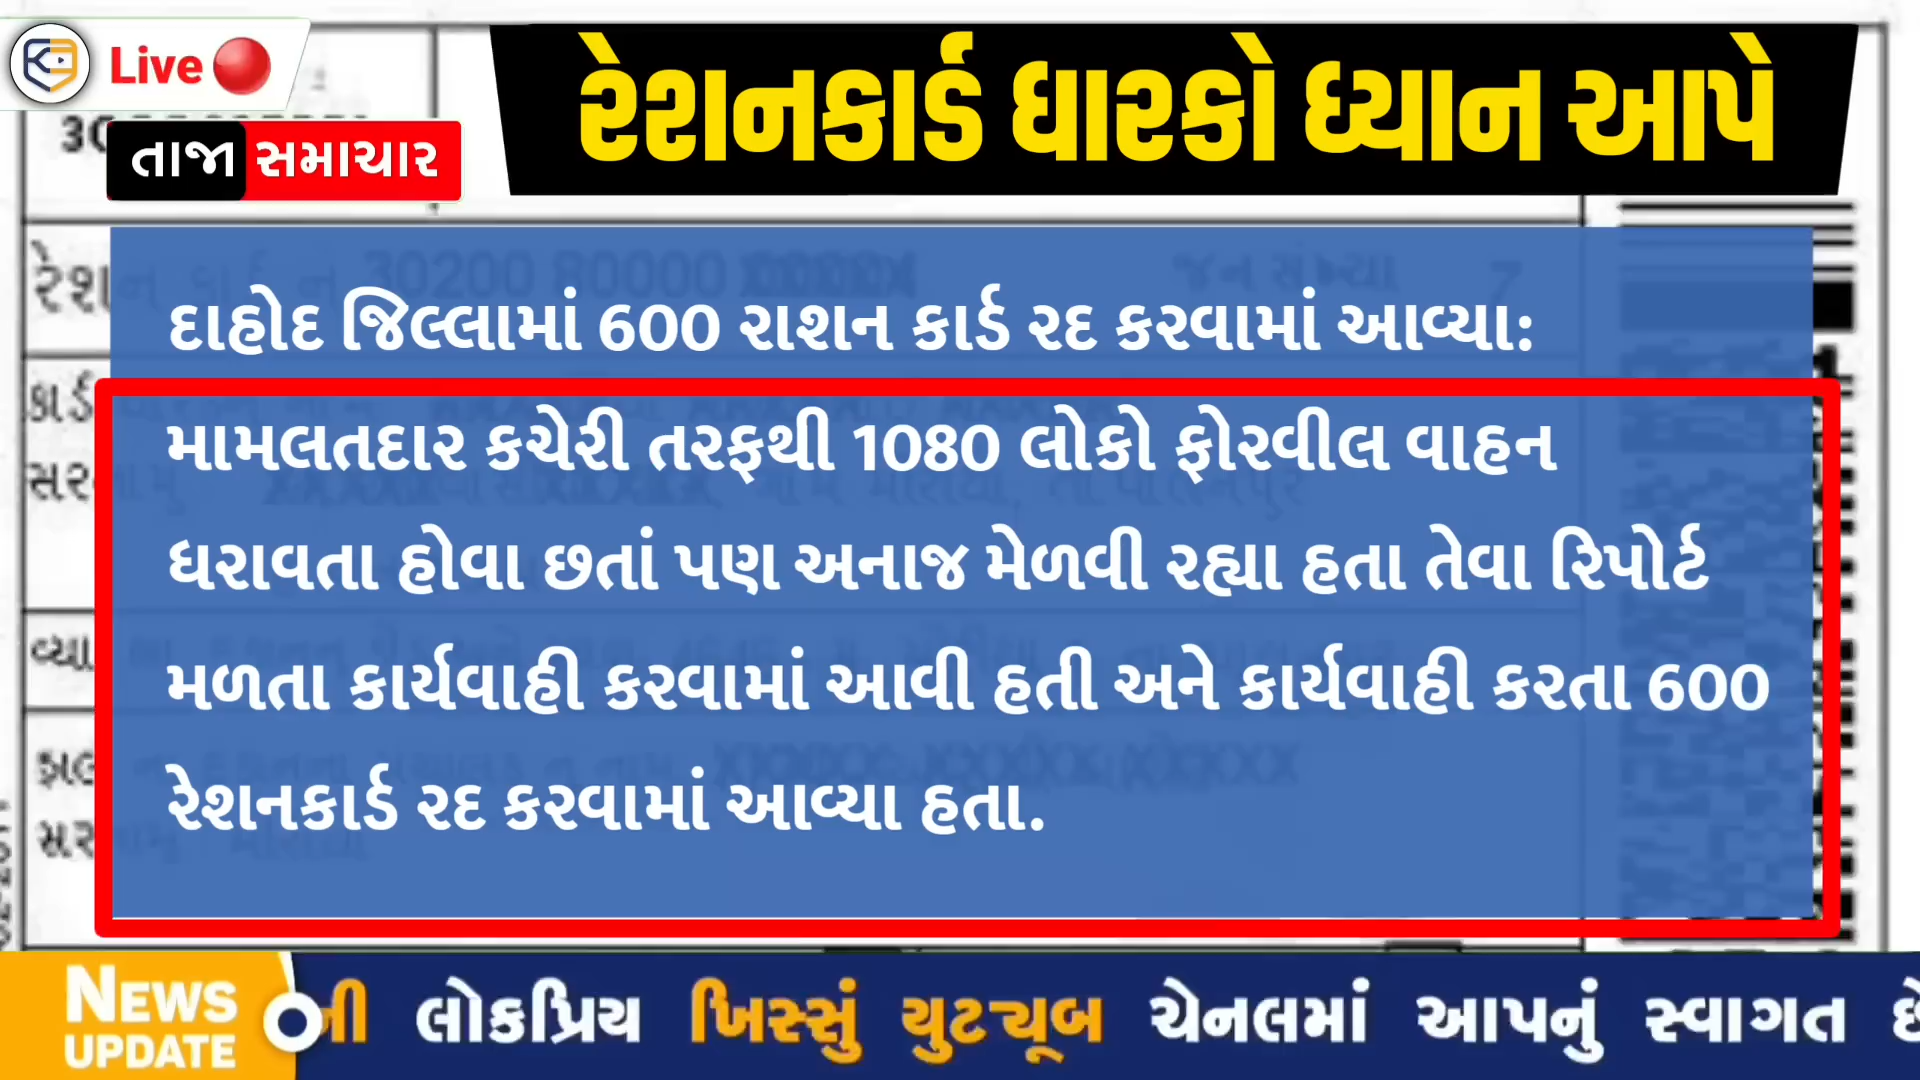 Live
રેશનકાર્ડ ધારકો ધ્યાન આપે
તાજા સમાચાર
દાહોદ જિલ્લામાં 600 રાશન કાર્ડ રદ કરવામાં આવ્યા:
મામલતદાર કચેરી તરફથી 1080 લોકો ફોરવીલ વાહન
ધરાવતા હોવા છતાં પણ અનાજ મેળવી રહ્યા હતા તેવા રિપોર્ટ
મળતા કાર્યવાહી કરવામાં આવી હતી અને કાર્યવાહી કરતા 600
રેશનકાર્ડ રદ કરવામાં આવ્યા હતા.
NEWS
UPDATE
ની લોકપ્રિય ખિસ્સું યુટ્યૂબ ચેનલમાં આપનું સ્વાગત છે